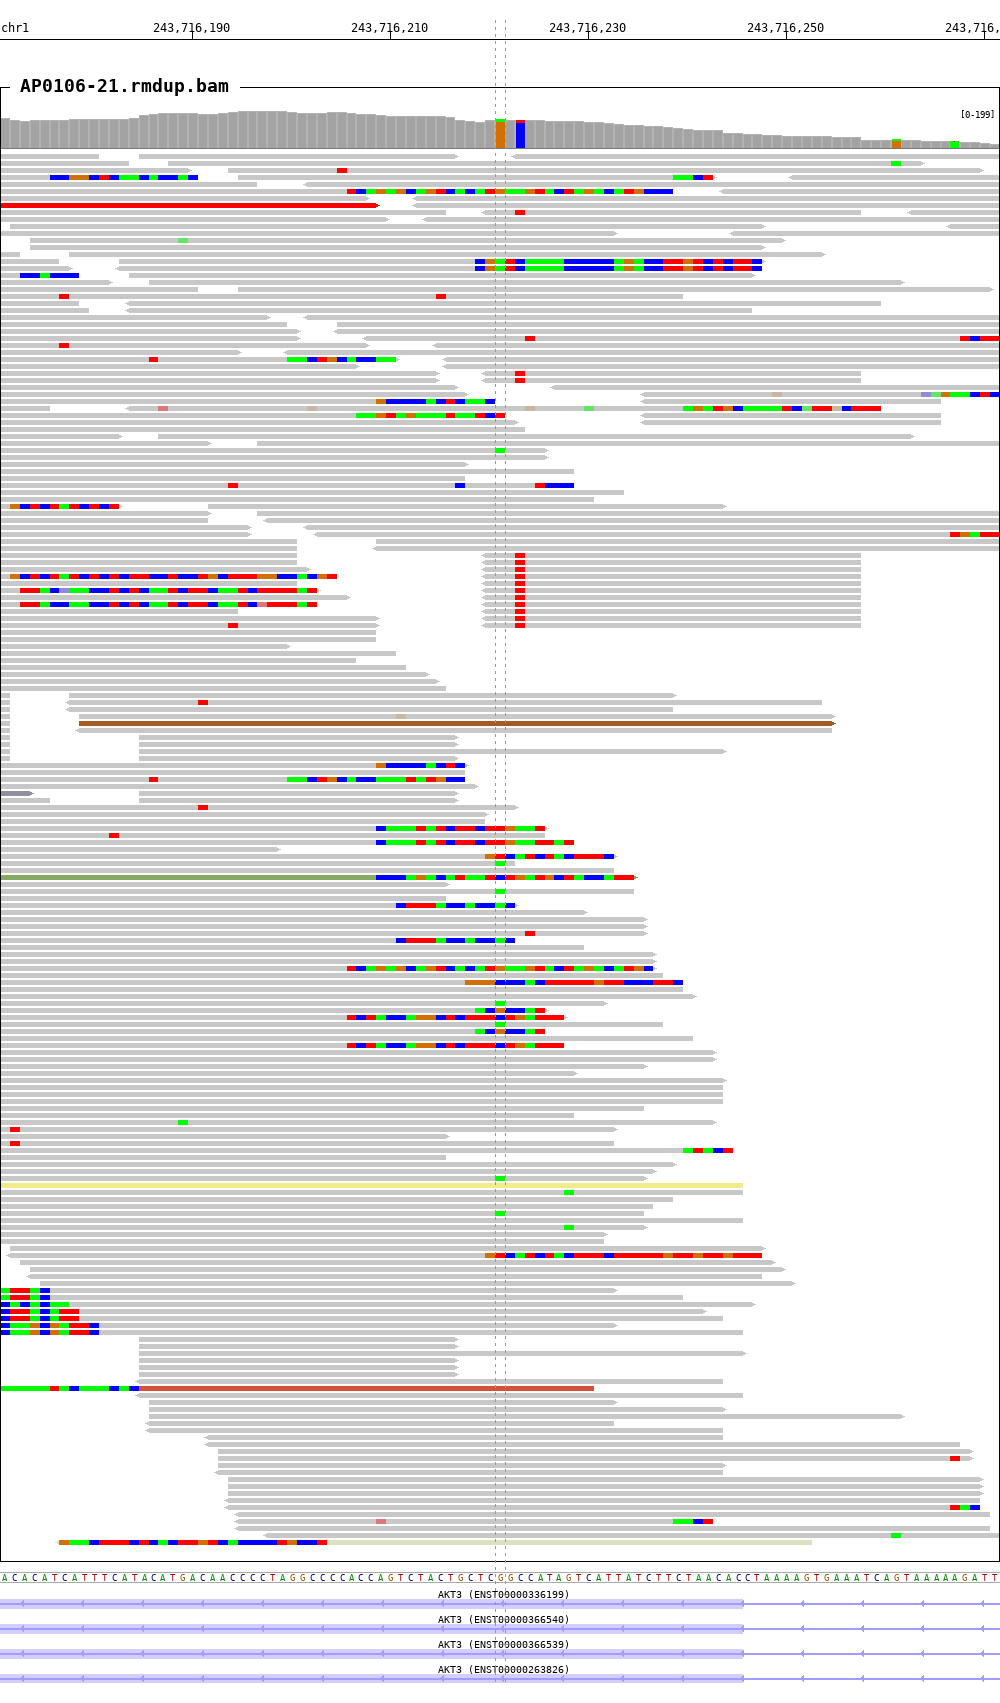 chr1 243,716,190 243,716,210 243,716,230 243,716,250 243,716,
AP0106-21.rmdup.bam
[0-199]
A C A C A T C A T T T C A T A C A T G A C A A C C C C T A G G C C C C A C C A G T C T A C T G C T C G G C C A T A G T C A T T A T C T T C T A A C A C C T A A A A G T G A A A T C A G T A A A A A G A T T
AKT3 (ENST00000336199)
AKT3 (ENST00000366540)
AKT3 (ENST00000366539)
AKT3 (ENST00000263826)